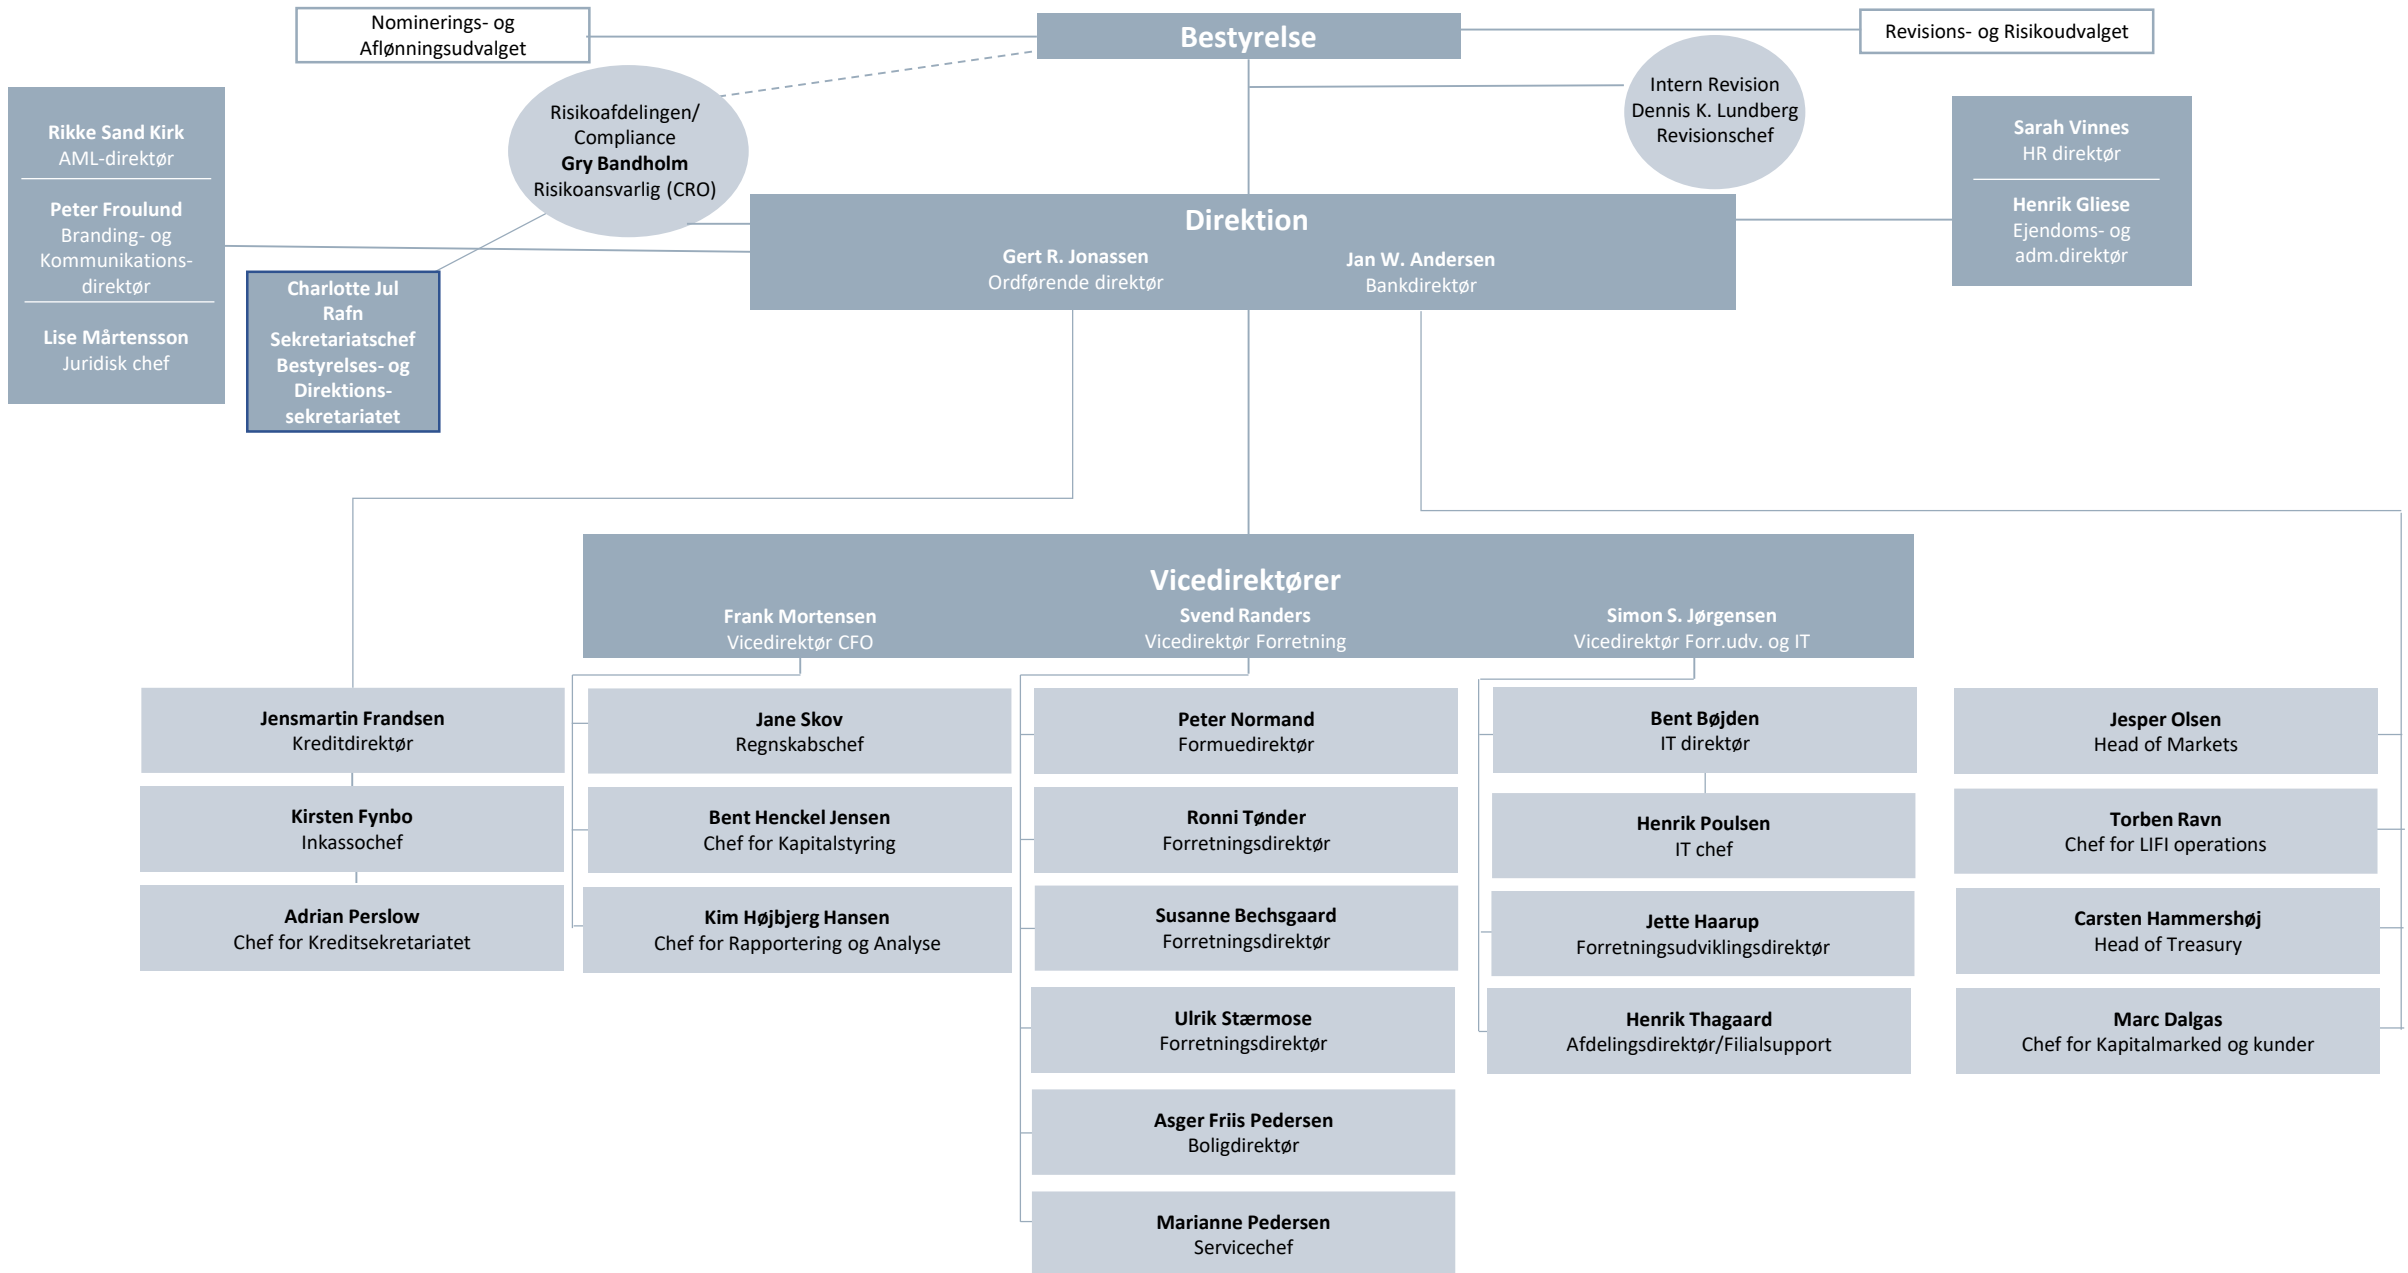 Nominerings- og
Aflønningsudvalget
Bestyrelse
Revisions- og Risikoudvalget
Risikoafdelingen/
Compliance
Gry Bandholm
Risikoansvarlig (CRO)
Intern Revision
Dennis K. Lundberg
Revisionschef
Rikke Sand Kirk
AML-direktør
Peter Froulund
Branding- og
Kommunikations-
direktør
Lise Mårtensson
Juridisk chef
Sarah Vinnes
HR direktør
Henrik Gliese
Ejendoms- og
adm.direktør
Charlotte Jul
Rafn
Sekretariatschef
Bestyrelses- og
Direktions-
sekretariatet
Direktion
Gert R. Jonassen
Ordførende direktør
Jan W. Andersen
Bankdirektør
Vicedirektører
Frank Mortensen
Vicedirektør CFO
Svend Randers
Vicedirektør Forretning
Simon S. Jørgensen
Vicedirektør Forr.udv. og IT
Jensmartin Frandsen
Kreditdirektør
Kirsten Fynbo
Inkassochef
Adrian Perslow
Chef for Kreditsekretariatet
Jane Skov
Regnskabschef
Bent Henckel Jensen
Chef for Kapitalstyring
Kim Højbjerg Hansen
Chef for Rapportering og Analyse
Peter Normand
Formuedirektør
Ronni Tønder
Forretningsdirektør
Susanne Bechsgaard
Forretningsdirektør
Ulrik Stærmose
Forretningsdirektør
Asger Friis Pedersen
Boligdirektør
Marianne Pedersen
Servicechef
Bent Bøjden
IT direktør
Henrik Poulsen
IT chef
Jette Haarup
Forretningsudviklingsdirektør
Henrik Thagaard
Afdelingsdirektør/Filialsupport
Jesper Olsen
Head of Markets
Torben Ravn
Chef for LIFI operations
Carsten Hammershøj
Head of Treasury
Marc Dalgas
Chef for Kapitalmarked og kunder